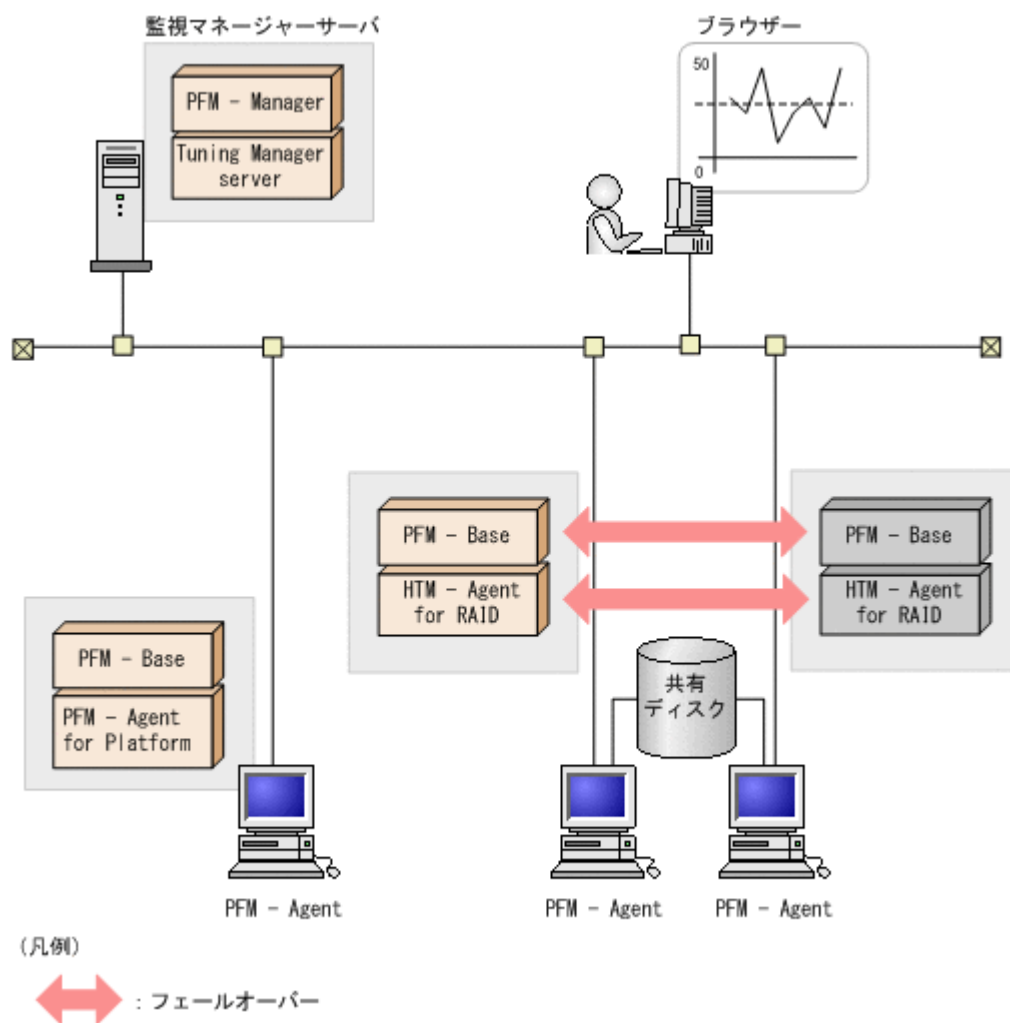 監視マネージャーサーバ
PFM - Manager
Tuning Manager
server
ブラウザー
50
0
PFM - Base
HTM - Agent
for RAID
PFM - Base
HTM - Agent
for RAID
PFM - Base
PFM - Agent
for Platform
共有
ディスク
PFM - Agent
PFM - Agent
PFM - Agent
(凡例)
: フェールオーバー